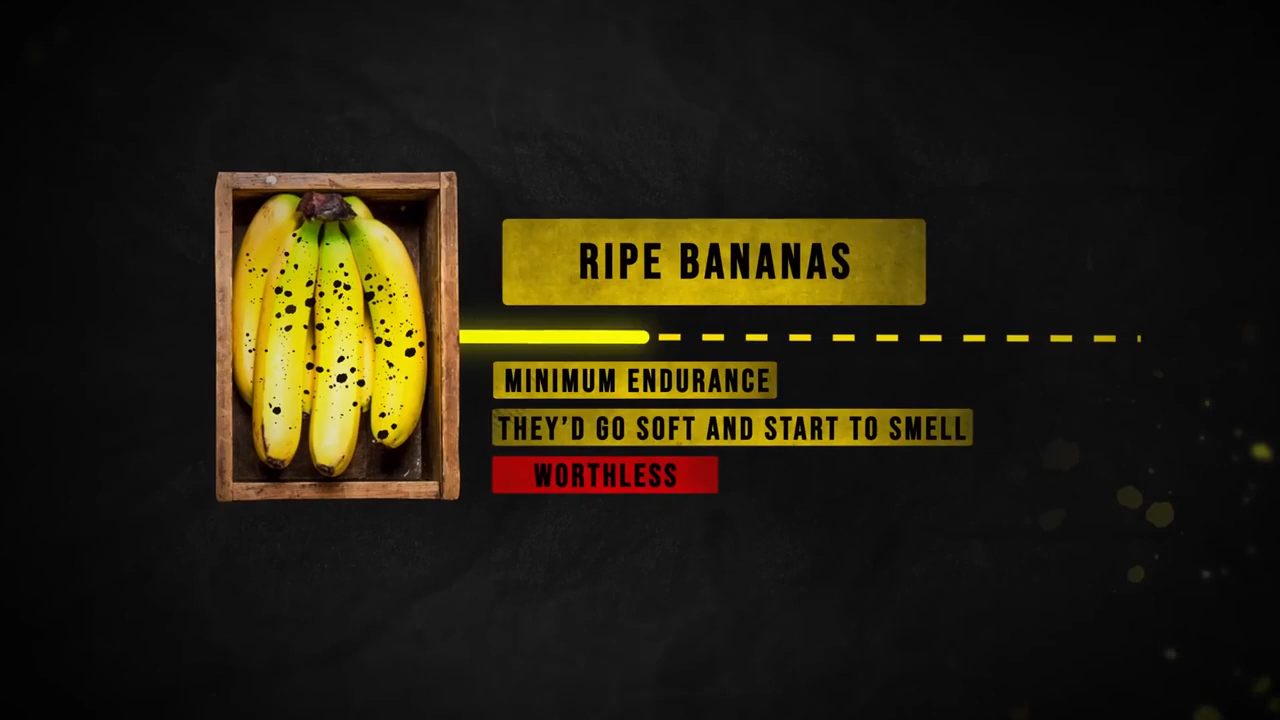 RIPE BANANAS
MINIMUM ENDURANCE
THEY'D GO SOFT AND START TO SMELL
WORTHLESS